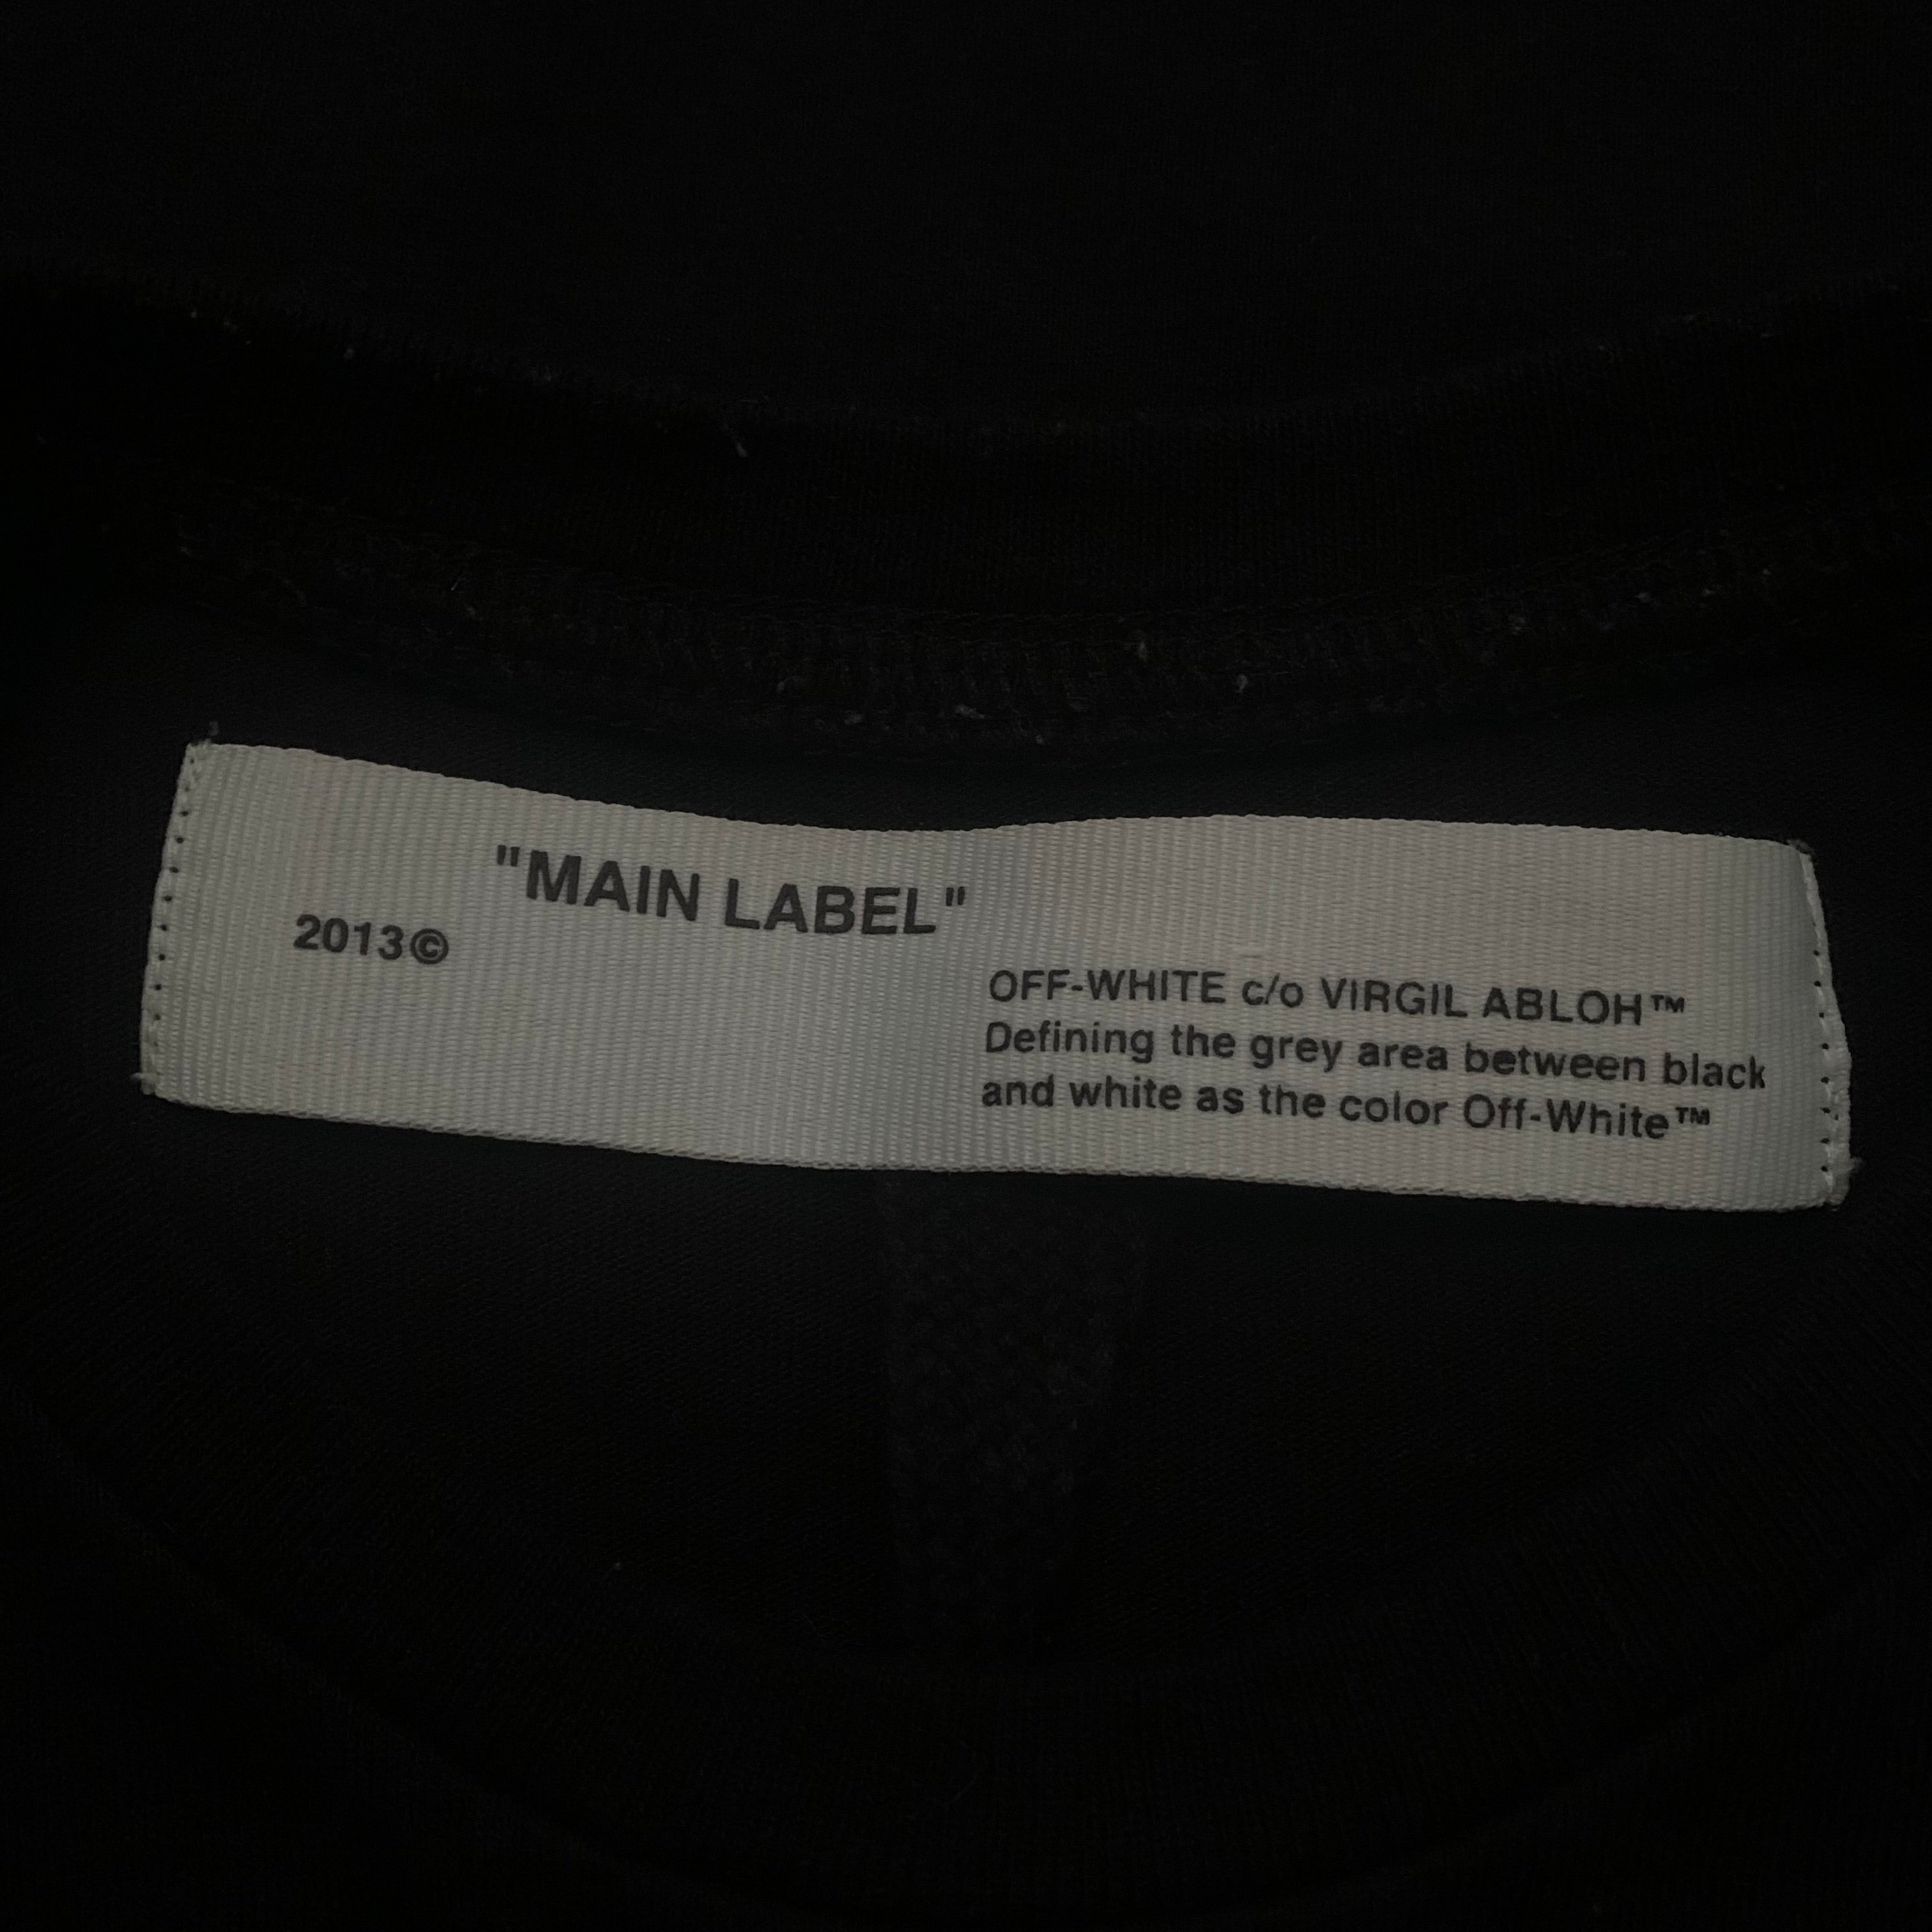 "MAIN LABEL"
2013©
OFF-WHITE c/o VIRGIL ABLOH™
Defining the grey area between black
and white as the color Off-White™